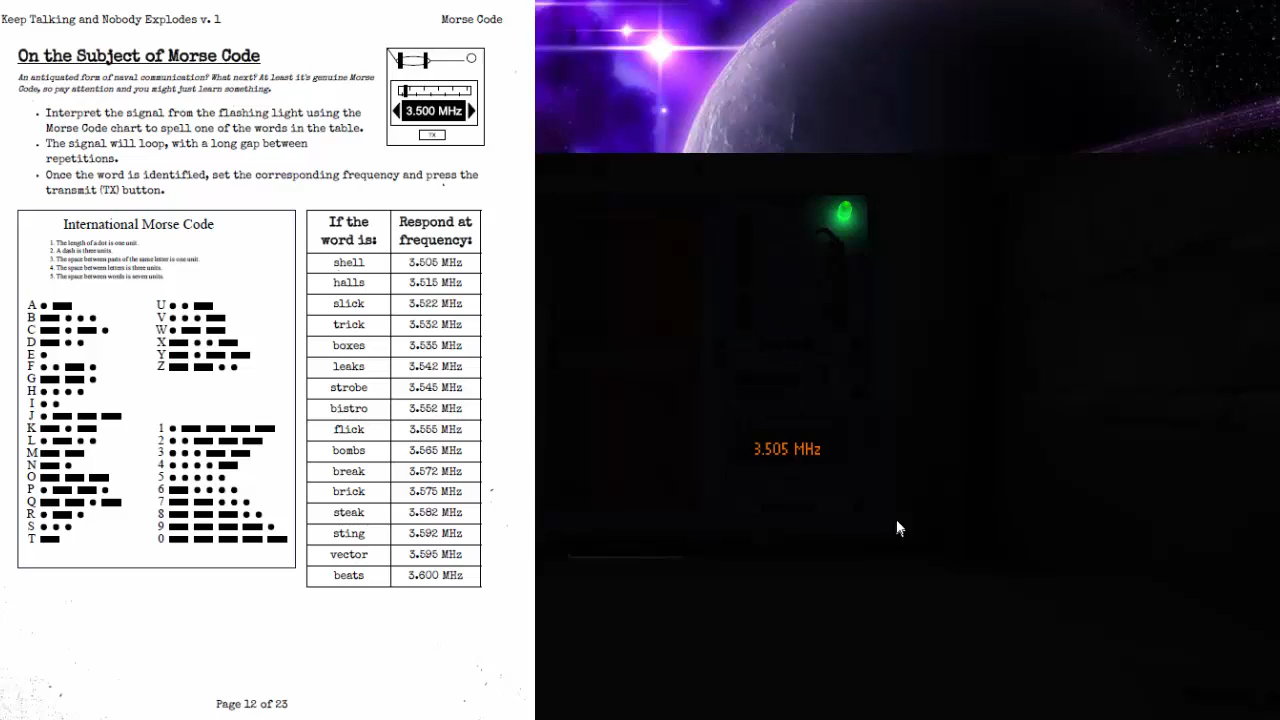 Keep Talking and Nobody Explodes v. 1
Morse Code
On the Subject of Morse Code
An antiquated form of naval communication? What next? At least it's genuine Morse
Code, so pay attention and you might just learn something.
• Interpret the signal from the flashing light using the
Morse Code chart to spell one of the words in the table.
• The signal will loop, with a long gap between
repetitions.
• Once the word is identified, set the corresponding frequency and press the
transmit (TX) button.
3.500 MHz
TX
International Morse Code
1. The length of a dot is one unit.
2. A dash is three units.
3. The space between parts of the same letter is one unit.
4. The space between letters is three units.
5. The space between words is seven units.
A
B
C
D
E
F
G
H
I
J
K
L
M
N
O
P
Q
R
S
T
U
V
W
X
Y
Z
1
2
3
4
5
6
7
8
9
0
If the word is: Respond at frequency:
shell 3.505 MHz
halls 3.515 MHz
slick 3.522 MHz
trick 3.532 MHz
boxes 3.535 MHz
leaks 3.542 MHz
strobe 3.545 MHz
bistro 3.552 MHz
flick 3.555 MHz
bombs 3.565 MHz
break 3.572 MHz
brick 3.575 MHz
steak 3.582 MHz
sting 3.592 MHz
vector 3.595 MHz
beats 3.600 MHz
Page 12 of 23
3.505 MHz